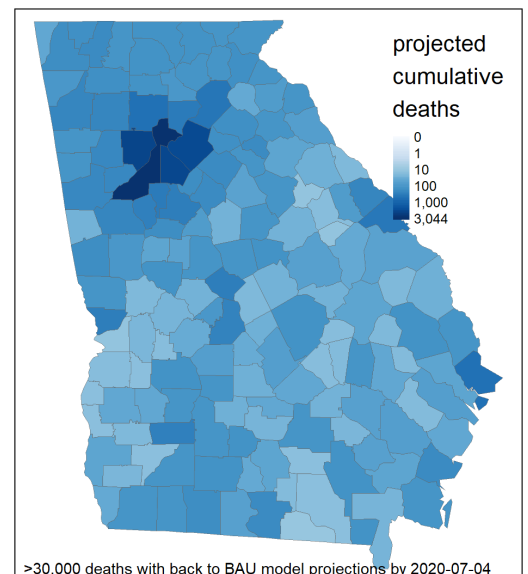 projected
cumulative
deaths
0
1
10
100
1,000
3,044
>30,000 deaths with back to BAU model projections by 2020-07-04